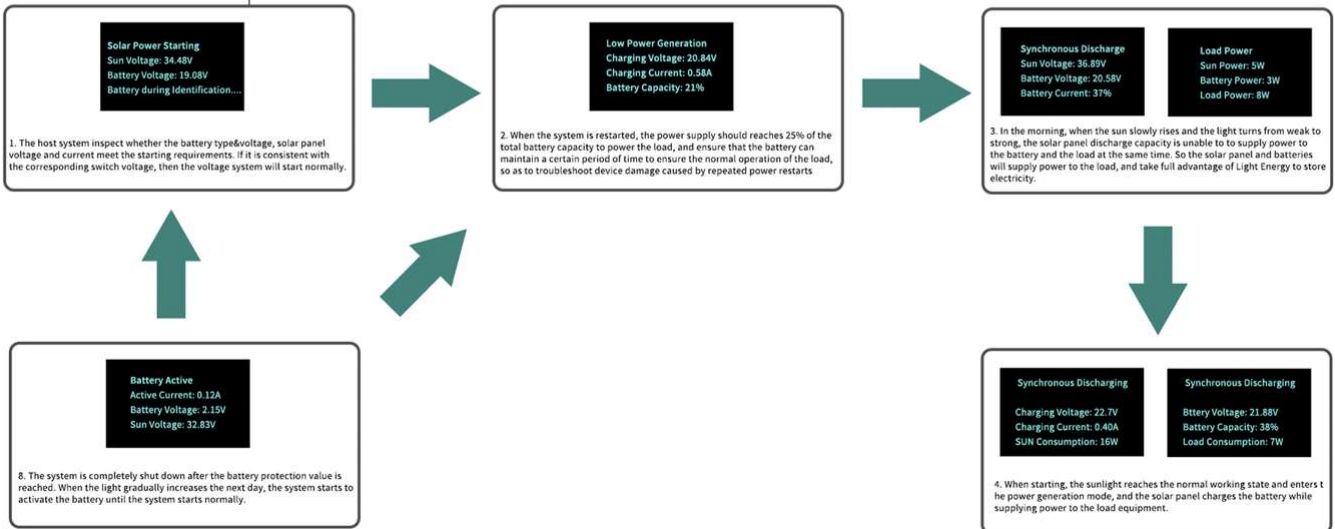 Solar Power Starting
Sun Voltage: 34.48V
Battery Voltage: 19.08V
Battery during Identification....
1. The host system inspect whether the battery type&voltage, solar panel
voltage and current meet the starting requirements. If it is consistent with
the corresponding switch voltage, then the voltage system will start normally.
Low Power Generation
Charging Voltage: 20.84V
Charging Current: 0.58A
Battery Capacity: 21%
2. When the system is restarted, the power supply should reaches 25% of the
total battery capacity to power the load, and ensure that the battery can
maintain a certain period of time to ensure the normal operation of the load,
so as to troubleshoot device damage caused by repeated power restarts
Synchronous Discharge
Sun Voltage: 36.89V
Battery Voltage: 20.58V
Battery Current: 37%
Load Power
Sun Power: 5W
Battery Power: 3W
Load Power: 8W
3. In the morning, when the sun slowly rises and the light turns from weak to
strong, the solar panel discharge capacity is unable to to supply power to
the battery and the load at the same time. So the solar panel and batteries
will supply power to the load, and take full advantage of Light Energy to store
electricity.
Battery Active
Active Current: 0.12A
Battery Voltage: 2.15V
Sun Voltage: 32.83V
8. The system is completely shut down after the battery protection value is
reached. When the light gradually increases the next day, the system starts to
activate the battery until the system starts normally.
Synchronous Discharging
Charging Voltage: 22.7V
Charging Current: 0.40A
SUN Consumption: 16W
Synchronous Discharging
Bttery Voltage: 21.88V
Battery Capacity: 38%
Load Consumption: 7W
4. When starting, the sunlight reaches the normal working state and enters t
he power generation mode, and the solar panel charges the battery while
supplying power to the load equipment.